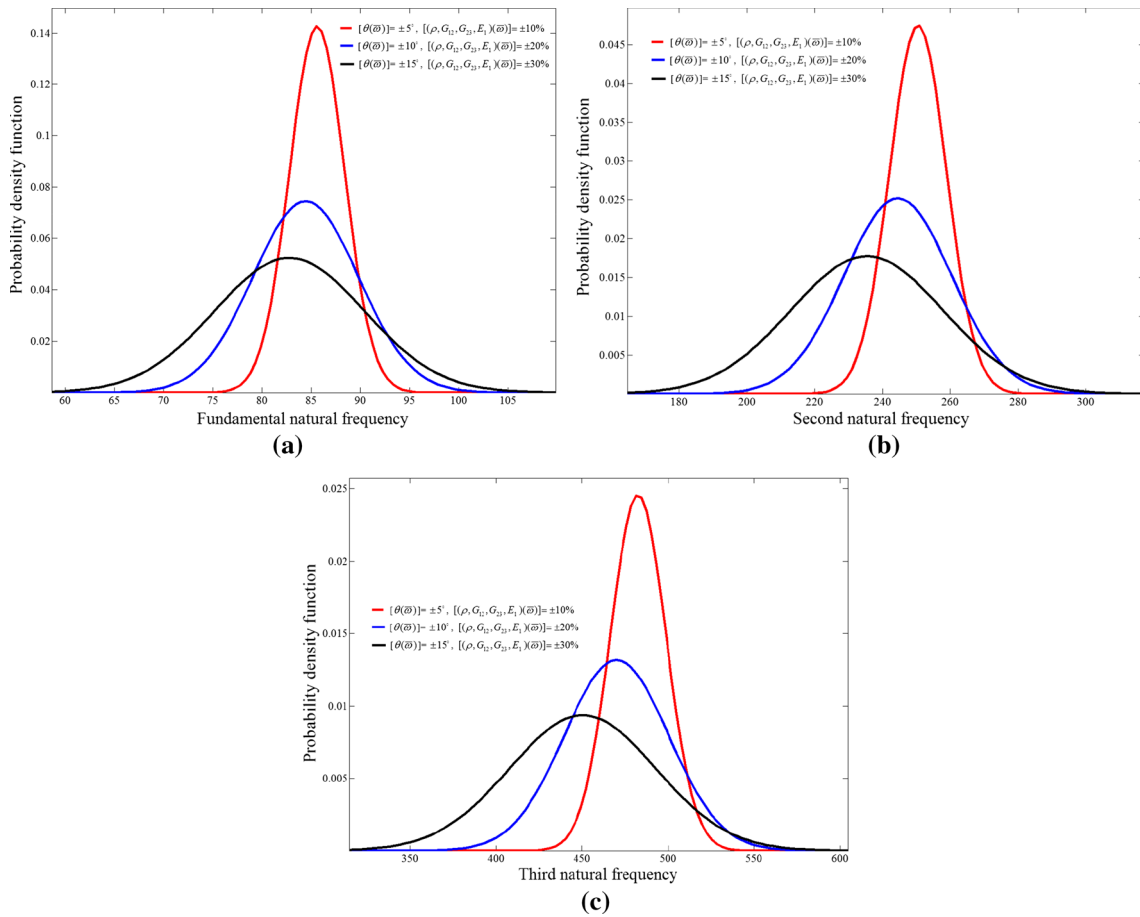 0.14
0.12
0.1
0.08
0.06
0.04
0.02
Probability density function
[θ(ϖ)]= ±5°, [(ρ,G12,G23,E1)(ϖ)]= ±10%
[θ(ϖ)]= ±10°, [(ρ,G12,G23,E1)(ϖ)]= ±20%
[θ(ϖ)]= ±15°, [(ρ,G12,G23,E1)(ϖ)]= ±30%
60 65 70 75 80 85 90 95 100 105
Fundamental natural frequency
(a)
0.045
0.04
0.035
0.03
0.025
0.02
0.015
0.01
0.005
Probability density function
[θ(ϖ)]= ±5°, [(ρ,G12,G23,E1)(ϖ)]= ±10%
[θ(ϖ)]= ±10°, [(ρ,G12,G23,E1)(ϖ)]= ±20%
[θ(ϖ)]= ±15°, [(ρ,G12,G23,E1)(ϖ)]= ±30%
180 200 220 240 260 280 300
Second natural frequency
(b)
0.025
0.02
0.015
0.01
0.005
Probability density function
[θ(ϖ)]= ±5°, [(ρ,G12,G23,E1)(ϖ)]= ±10%
[θ(ϖ)]= ±10°, [(ρ,G12,G23,E1)(ϖ)]= ±20%
[θ(ϖ)]= ±15°, [(ρ,G12,G23,E1)(ϖ)]= ±30%
350 400 450 500 550 600
Third natural frequency
(c)